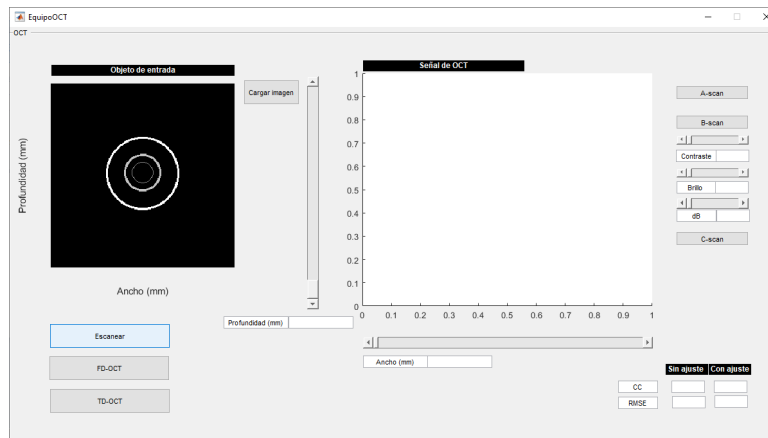 EquipoOCT
OCT
Objeto de entrada
Profundidad (mm)
Ancho (mm)
Cargar imagen
Profundidad (mm)
Escanear
FD-OCT
TD-OCT
Señal de OCT
1
0.9
0.8
0.7
0.6
0.5
0.4
0.3
0.2
0.1
0
0 0.1 0.2 0.3 0.4 0.5 0.6 0.7 0.8 0.9 1
Ancho (mm)
A-scan
B-scan
Contraste
Brillo
dB
C-scan
Sin ajuste Con ajuste
CC
RMSE